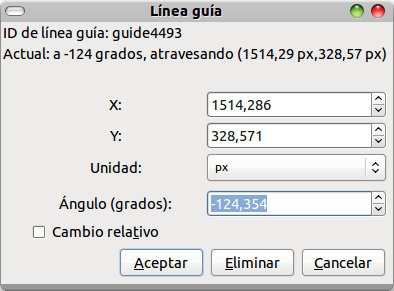 Línea guía
ID de línea guía: guide4493
Actual: a -124 grados, atravesando (1514,29 px,328,57 px)
X: 1514,286
Y: 328,571
Unidad: px
Ángulo (grados): -124,354
Cambio relativo
Aceptar Eliminar Cancelar